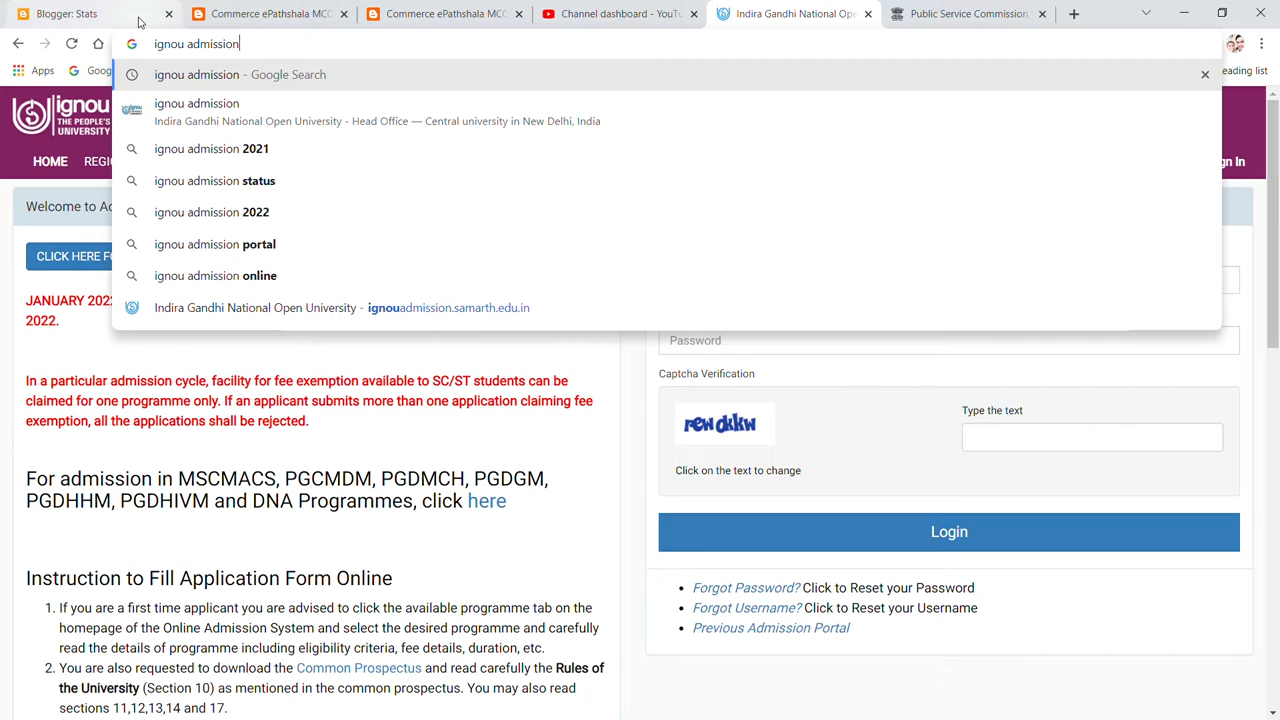 Blogger: Stats
Commerce ePathshala MCC
Commerce ePathshala MCC
Channel dashboard - YouTu
Indira Gandhi National Ope
Public Service Commission,
ignou admission
Apps
Goog
eading list
ignou admission - Google Search
ignou admission
Indira Gandhi National Open University - Head Office — Central university in New Delhi, India
ignou admission 2021
ignou admission status
ignou admission 2022
ignou admission portal
ignou admission online
Indira Gandhi National Open University - ignouadmission.samarth.edu.in
ignou
THE PEOPLE'S
UNIVERSITY
HOME
REGI
gn In
Welcome to Ad
CLICK HERE FO
JANUARY 2022
2022.
In a particular admission cycle, facility for fee exemption available to SC/ST students can be
claimed for one programme only. If an applicant submits more than one application claiming fee
exemption, all the applications shall be rejected.
For admission in MSCMACS, PGCMDM, PGDMCH, PGDGM,
PGDHHM, PGDHIVM and DNA Programmes, click here
Instruction to Fill Application Form Online
1. If you are a first time applicant you are advised to click the available programme tab on the
homepage of the Online Admission System and select the desired programme and carefully
read the details of programme including eligibility criteria, fee details, duration, etc.
2. You are also requested to download the Common Prospectus and read carefully the Rules of
the University (Section 10) as mentioned in the common prospectus. You may also read
sections 11,12,13,14 and 17.
Password
Captcha Verification
Type the text
Click on the text to change
Login
Forgot Password? Click to Reset your Password
Forgot Username? Click to Reset your Username
Previous Admission Portal